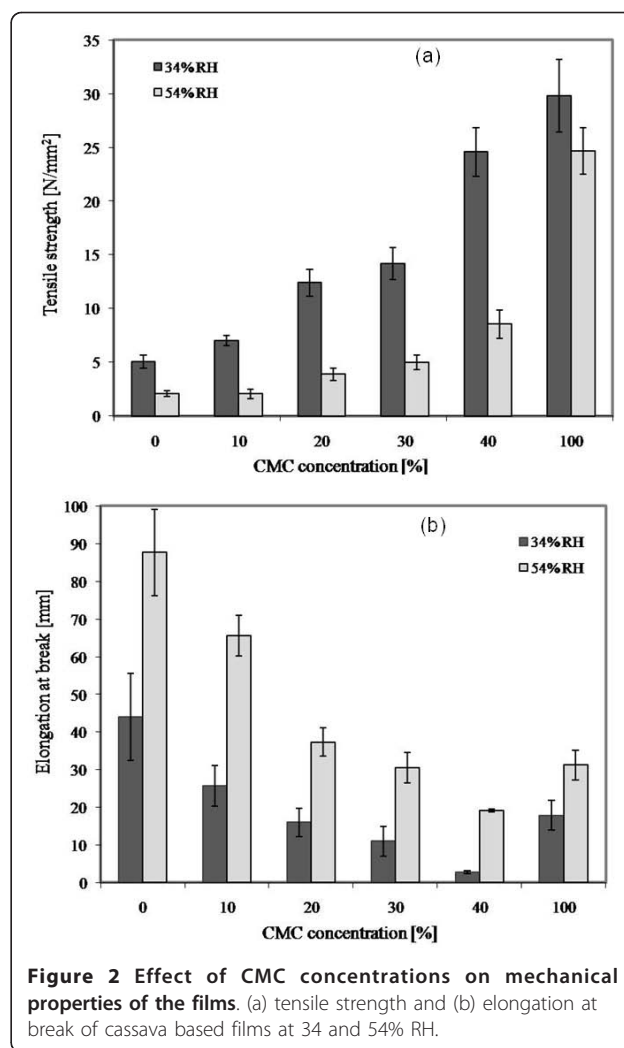 (a)
34%RH
54%RH
Tensile strength [N/mm²]
35
30
25
20
15
10
5
0
0 10 20 30 40 100
CMC concentration [%]
(b)
34%RH
54%RH
Elongation at break [mm]
100
90
80
70
60
50
40
30
20
10
0
0 10 20 30 40 100
CMC concentration [%]
Figure 2 Effect of CMC concentrations on mechanical
properties of the films. (a) tensile strength and (b) elongation at
break of cassava based films at 34 and 54% RH.